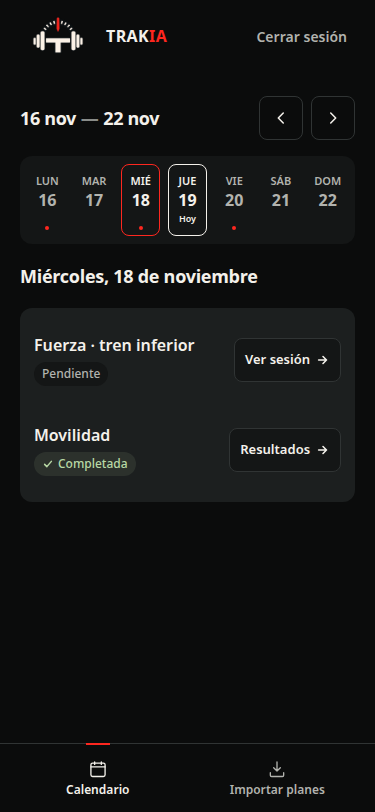 TRAKIA
Cerrar sesión
16 nov — 22 nov
LUN MAR MIÉ JUE VIE SÁB DOM
16 17 18 19 20 21 22
Hoy
Miércoles, 18 de noviembre
Fuerza · tren inferior
Pendiente
Ver sesión →
Movilidad
Completada
Resultados →
Calendario
Importar planes